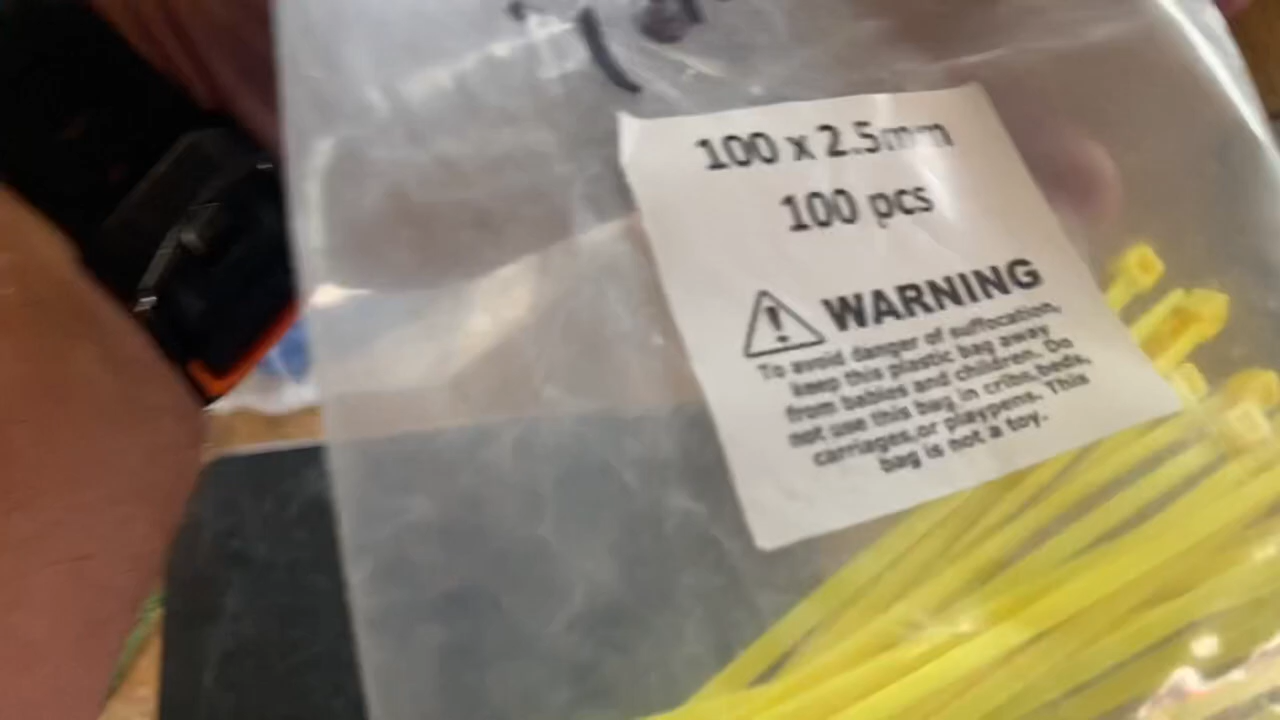 100 x 2.5mm
100 pcs
WARNING
To avoid danger of suffocation,
keep this plastic bag away
from babies and children. Do
not use this bag in cribs, beds,
carriages, or playpens. This
bag is not a toy.